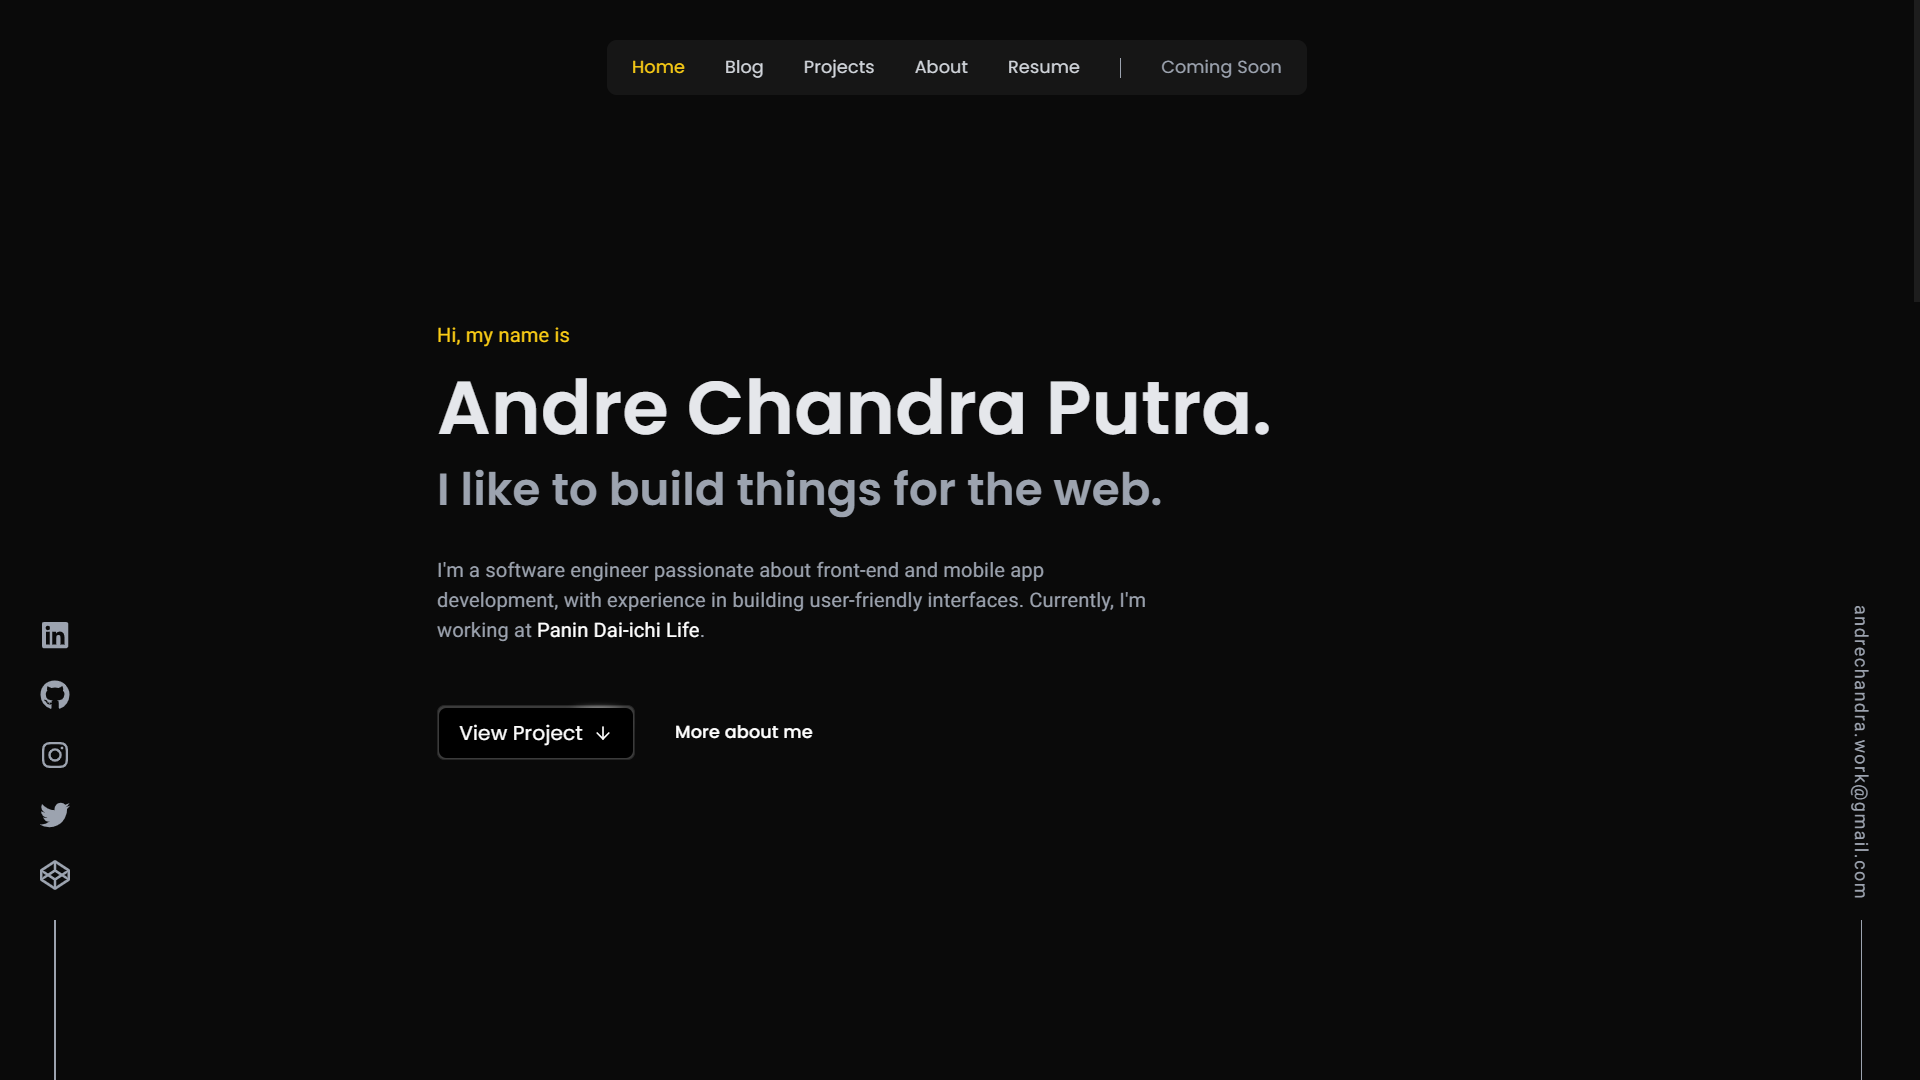 Home Blog Projects About Resume Coming Soon
Hi, my name is
Andre Chandra Putra.
I like to build things for the web.
I'm a software engineer passionate about front-end and mobile app
development, with experience in building user-friendly interfaces. Currently, I'm
working at Panin Dai-ichi Life.
View Project
More about me
andrechandra.work@gmail.com